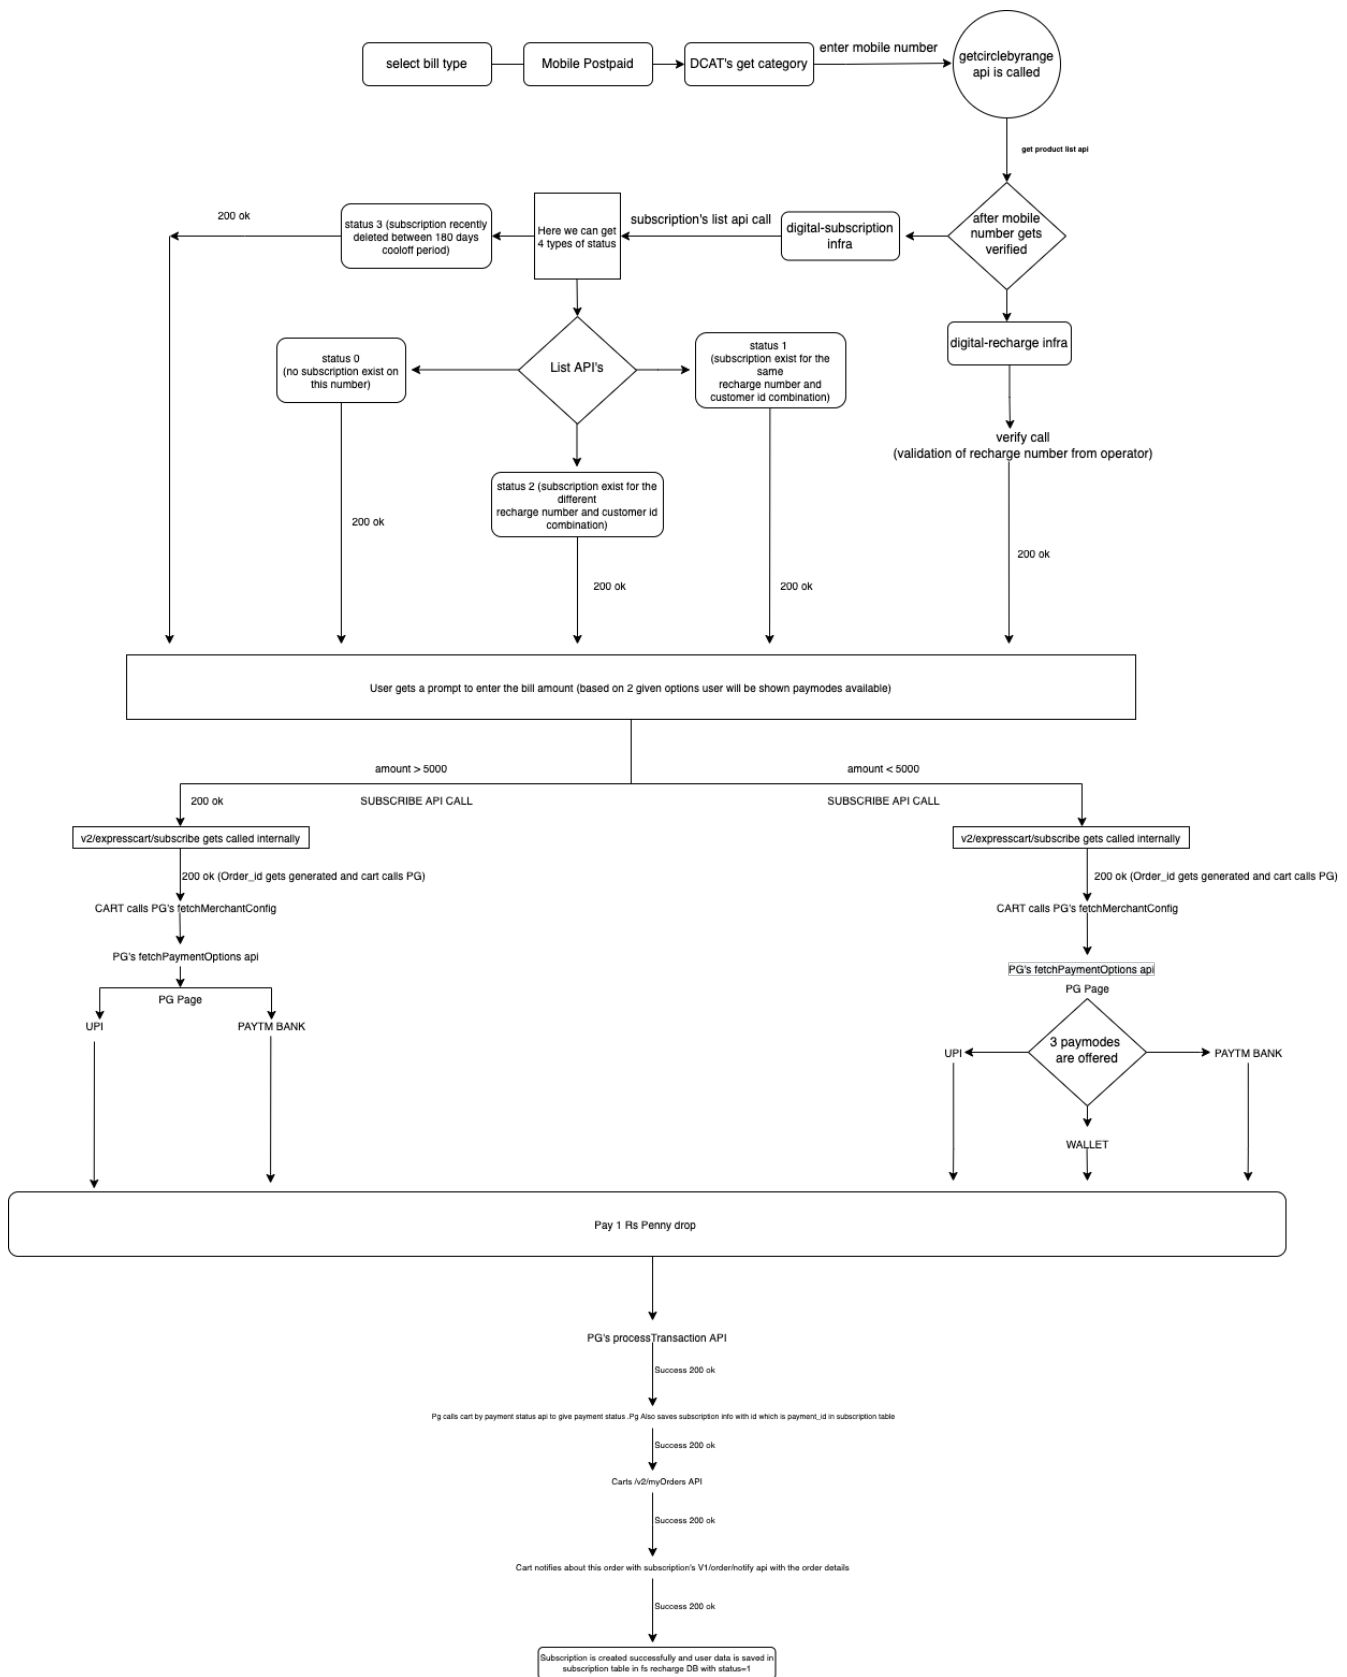 select bill type
Mobile Postpaid
DCAT's get category
enter mobile number
getcirclebyrange
api is called
get product list api
after mobile
number gets
verified
digital-subscription
infra
subscription's list api call
Here we can get
4 types of status
status 3 (subscription recently
deleted between 180 days
cooloff period)
200 ok
List API's
status 0
(no subscription exist on
this number)
status 1
(subscription exist for the
same
recharge number and
customer id combination)
digital-recharge infra
verify call
(validation of recharge number from operator)
status 2 (subscription exist for the
different
recharge number and customer id
combination)
200 ok
200 ok
200 ok
200 ok
User gets a prompt to enter the bill amount (based on 2 given options user will be shown paymodes available)
amount > 5000
amount < 5000
200 ok
SUBSCRIBE API CALL
SUBSCRIBE API CALL
v2/expresscart/subscribe gets called internally
v2/expresscart/subscribe gets called internally
200 ok (Order_id gets generated and cart calls PG)
200 ok (Order_id gets generated and cart calls PG)
CART calls PG's fetchMerchantConfig
CART calls PG's fetchMerchantConfig
PG's fetchPaymentOptions api
PG's fetchPaymentOptions api
PG Page
PG Page
UPI
PAYTM BANK
3 paymodes
are offered
UPI
PAYTM BANK
WALLET
Pay 1 Rs Penny drop
PG's processTransaction API
Success 200 ok
Pg calls cart by payment status api to give payment status .Pg Also saves subscription info with id which is payment_id in subscription table
Success 200 ok
Carts /v2/myOrders API
Success 200 ok
Cart notifies about this order with subscription's V1/order/notify api with the order details
Success 200 ok
Subscription is created successfully and user data is saved in
subscription table in fs recharge DB with status=1